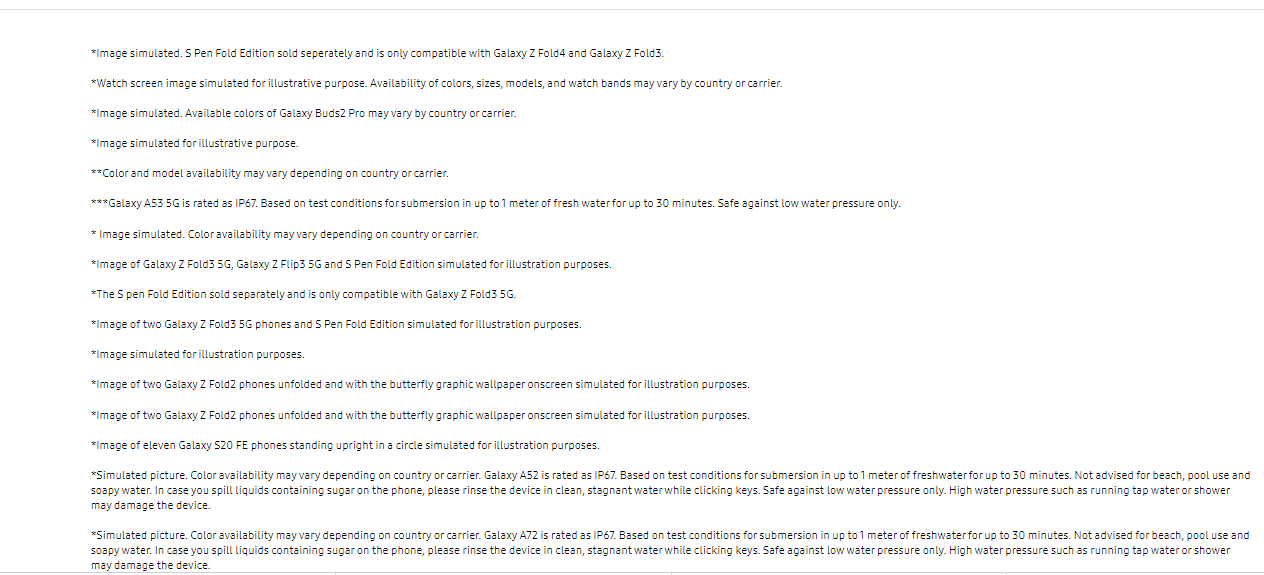 *Image simulated. S Pen Fold Edition sold seperately and is only compatible with Galaxy Z Fold4 and Galaxy Z Fold3.
*Watch screen image simulated for illustrative purpose. Availability of colors, sizes, models, and watch bands may vary by country or carrier.
*Image simulated. Available colors of Galaxy Buds2 Pro may vary by country or carrier.
*Image simulated for illustrative purpose.
**Color and model availability may vary depending on country or carrier.
***Galaxy A53 5G is rated as IP67. Based on test conditions for submersion in up to 1 meter of fresh water for up to 30 minutes. Safe against low water pressure only.
* Image simulated. Color availability may vary depending on country or carrier.
*Image of Galaxy Z Fold3 5G, Galaxy Z Flip3 5G and S Pen Fold Edition simulated for illustration purposes.
*The S pen Fold Edition sold separately and is only compatible with Galaxy Z Fold3 5G.
*Image of two Galaxy Z Fold3 5G phones and S Pen Fold Edition simulated for illustration purposes.
*Image simulated for illustration purposes.
*Image of two Galaxy Z Fold2 phones unfolded and with the butterfly graphic wallpaper onscreen simulated for illustration purposes.
*Image of two Galaxy Z Fold2 phones unfolded and with the butterfly graphic wallpaper onscreen simulated for illustration purposes.
*Image of eleven Galaxy S20 FE phones standing upright in a circle simulated for illustration purposes.
*Simulated picture. Color availability may vary depending on country or carrier. Galaxy A52 is rated as IP67. Based on test conditions for submersion in up to 1 meter of freshwater for up to 30 minutes. Not advised for beach, pool use and
soapy water. In case you spill liquids containing sugar on the phone, please rinse the device in clean, stagnant water while clicking keys. Safe against low water pressure only. High water pressure such as running tap water or shower
may damage the device.
*Simulated picture. Color availability may vary depending on country or carrier. Galaxy A72 is rated as IP67. Based on test conditions for submersion in up to 1 meter of freshwater for up to 30 minutes. Not advised for beach, pool use and
soapy water. In case you spill liquids containing sugar on the phone, please rinse the device in clean, stagnant water while clicking keys. Safe against low water pressure only. High water pressure such as running tap water or shower
may damage the device.